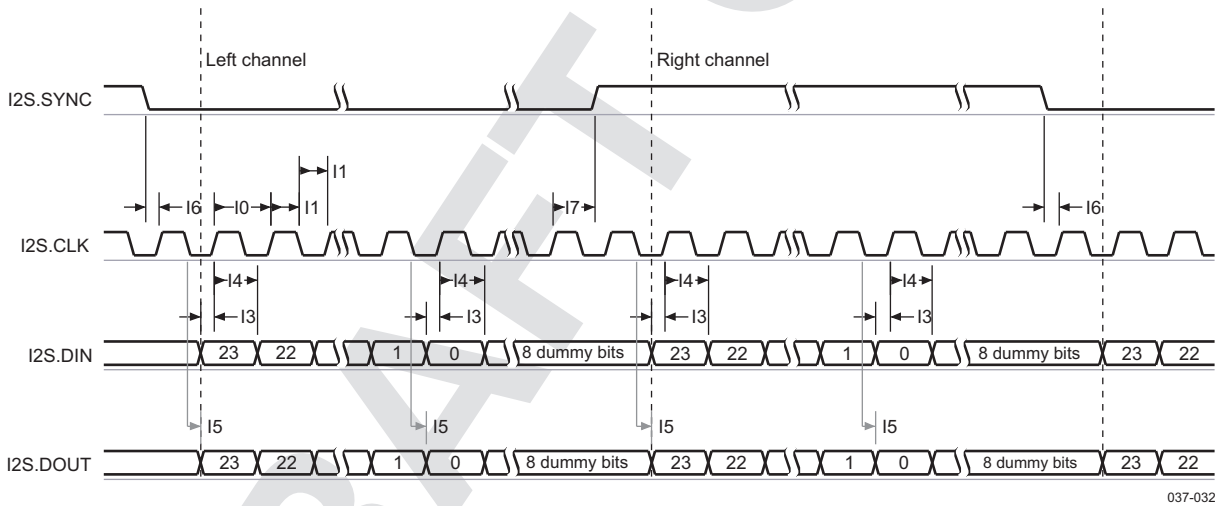 Left channel
Right channel
I2S.SYNC
I1
I6
I0
I1
I7
I6
I2S.CLK
I4
I4
I4
I4
I3
I3
I3
I3
I2S.DIN
23
22
1
0
8 dummy bits
23
22
1
0
8 dummy bits
23
22
I5
I5
I5
I5
I2S.DOUT
23
22
1
0
8 dummy bits
23
22
1
0
8 dummy bits
23
22
037-032